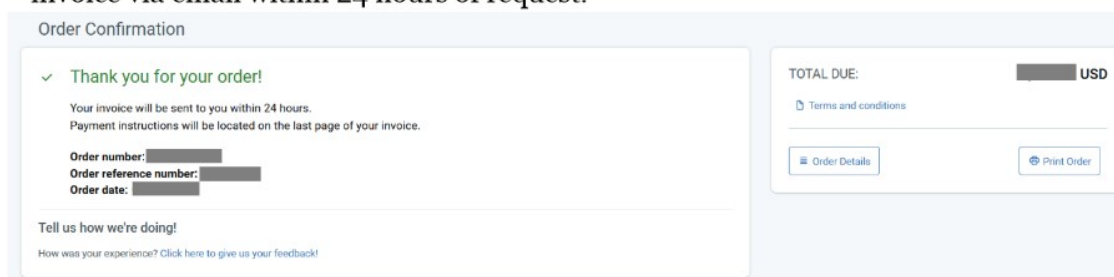 invoice via email within 24 hours of request.
Order Confirmation
Thank you for your order!
Your invoice will be sent to you within 24 hours.
Payment instructions will be located on the last page of your invoice.
Order number:
Order reference number:
Order date:
Tell us how we're doing!
How was your experience? Click here to give us your feedback!
TOTAL DUE: USD
Terms and conditions
Order Details
Print Order